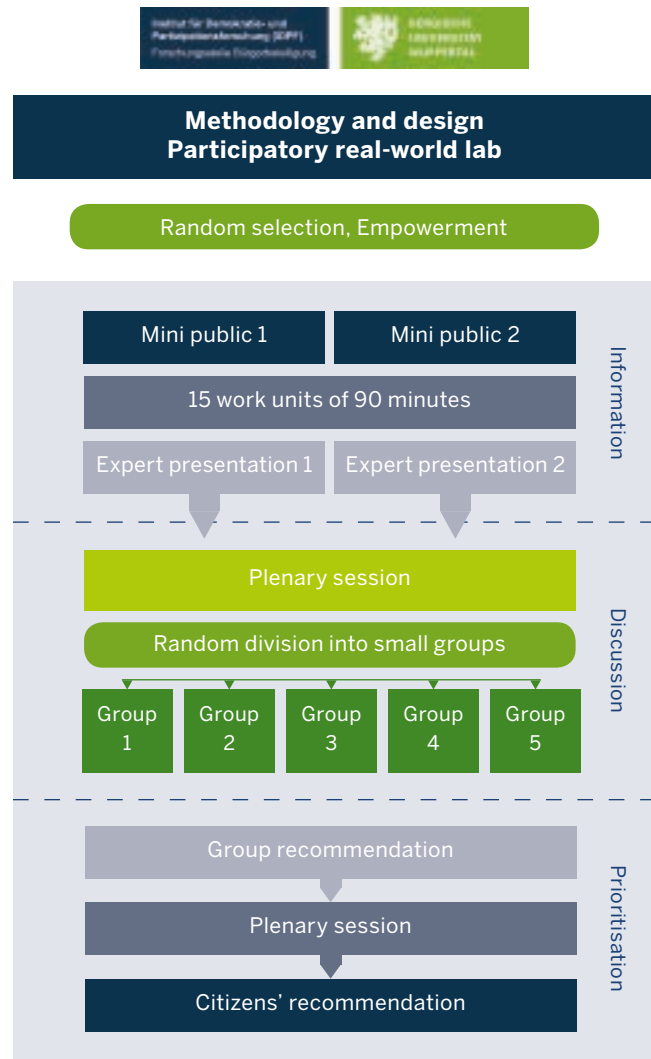 Institut für Demokratie- und
Partizipationsforschung (IDPF)
Forschungsstelle Bürgerbeteiligung
BERGISCHE
UNIVERSITÄT
WUPPERTAL
Methodology and design
Participatory real-world lab
Random selection, Empowerment
Mini public 1
Mini public 2
15 work units of 90 minutes
Expert presentation 1
Expert presentation 2
Information
Plenary session
Random division into small groups
Group
1
Group
2
Group
3
Group
4
Group
5
Discussion
Group recommendation
Plenary session
Citizens’ recommendation
Prioritisation